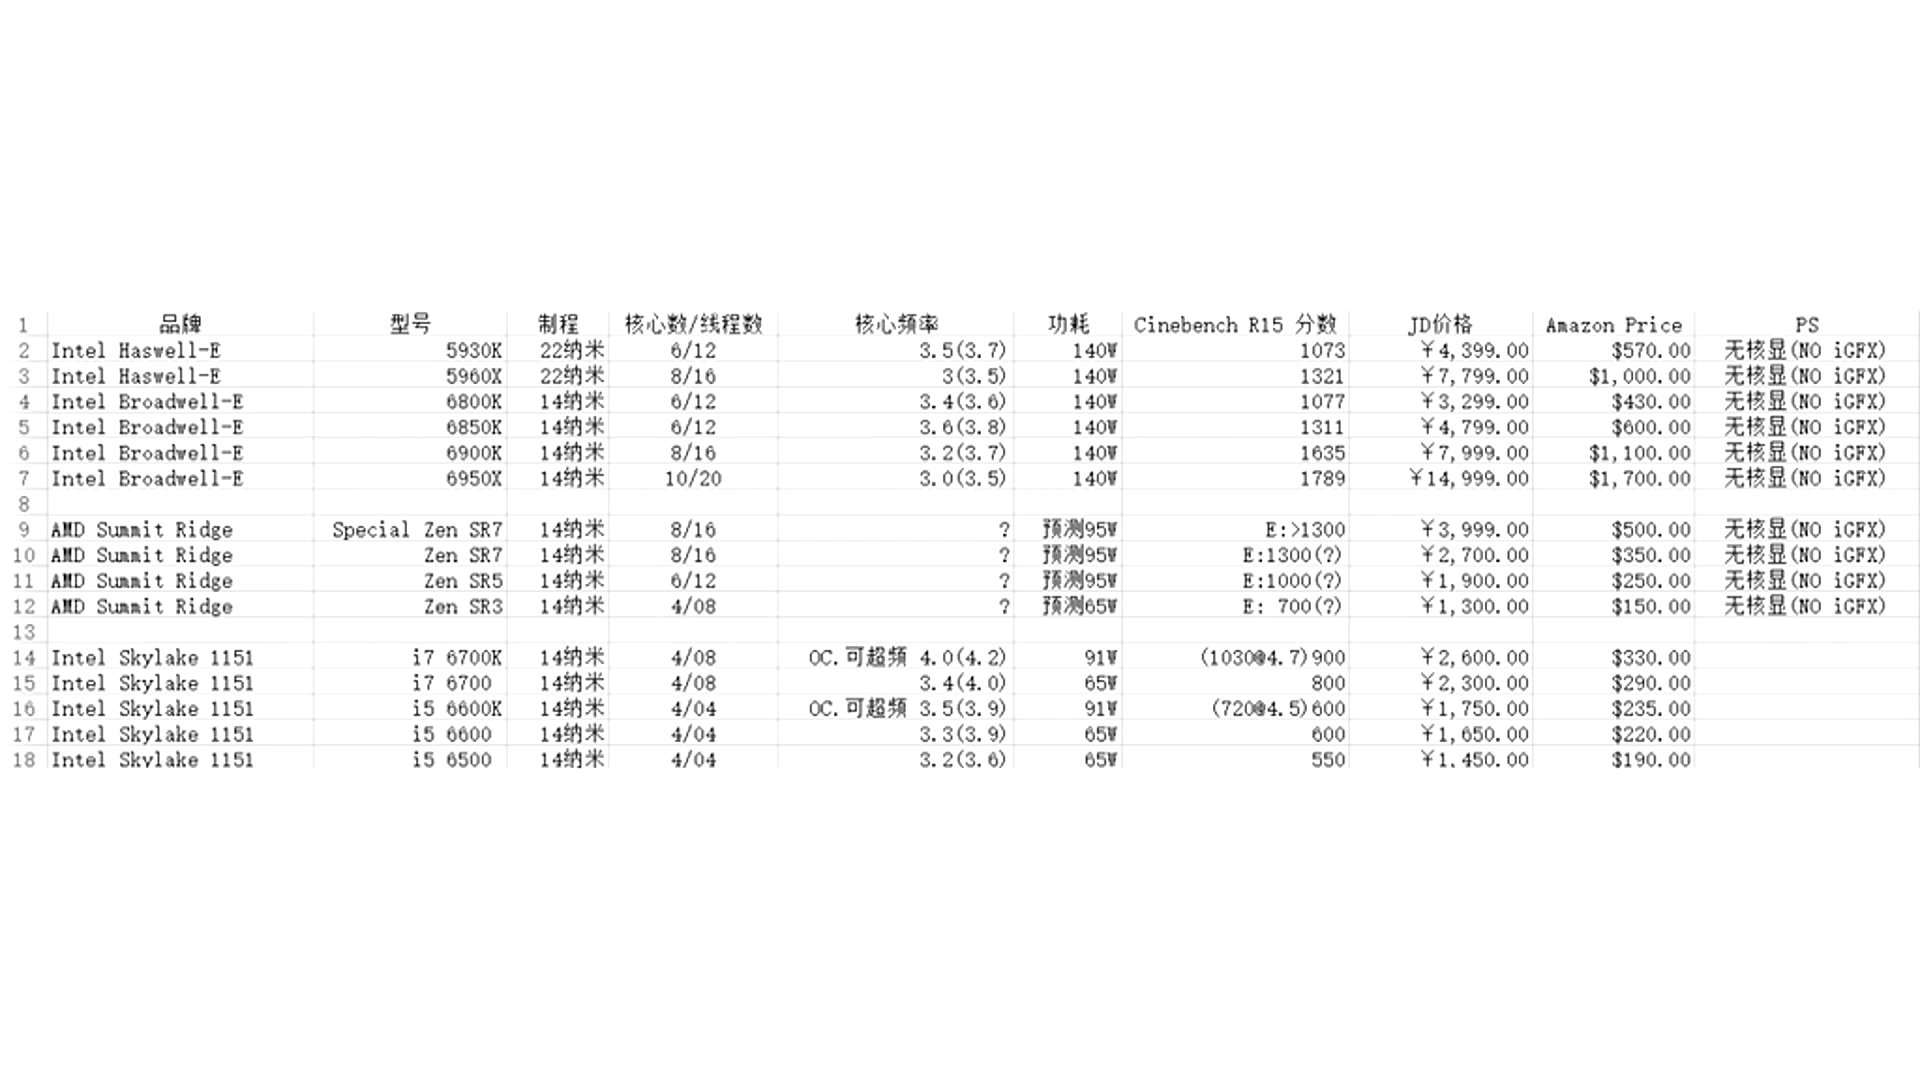 1 品牌 型号 制程 核心数/线程数 核心频率 功耗 Cinebench R15 分数 JD价格 Amazon Price PS
2 Intel Haswell-E 5930K 22纳米 6/12 3.5(3.7) 140W 1073 ￥4,399.00 $570.00 无核显(NO iGFX)
3 Intel Haswell-E 5960X 22纳米 8/16 3(3.5) 140W 1321 ￥7,799.00 $1,000.00 无核显(NO iGFX)
4 Intel Broadwell-E 6800K 14纳米 6/12 3.4(3.6) 140W 1077 ￥3,299.00 $430.00 无核显(NO iGFX)
5 Intel Broadwell-E 6850K 14纳米 6/12 3.6(3.8) 140W 1311 ￥4,799.00 $600.00 无核显(NO iGFX)
6 Intel Broadwell-E 6900K 14纳米 8/16 3.2(3.7) 140W 1635 ￥7,999.00 $1,100.00 无核显(NO iGFX)
7 Intel Broadwell-E 6950X 14纳米 10/20 3.0(3.5) 140W 1789 ￥14,999.00 $1,700.00 无核显(NO iGFX)
8
9 AMD Summit Ridge Special Zen SR7 14纳米 8/16 ? 预测95W E:>1300 ￥3,999.00 $500.00 无核显(NO iGFX)
10 AMD Summit Ridge Zen SR7 14纳米 8/16 ? 预测95W E:1300(?) ￥2,700.00 $350.00 无核显(NO iGFX)
11 AMD Summit Ridge Zen SR5 14纳米 6/12 ? 预测95W E:1000(?) ￥1,900.00 $250.00 无核显(NO iGFX)
12 AMD Summit Ridge Zen SR3 14纳米 4/08 ? 预测65W E: 700(?) ￥1,300.00 $150.00 无核显(NO iGFX)
13
14 Intel Skylake 1151 i7 6700K 14纳米 4/08 OC.可超頻 4.0(4.2) 91W (1030@4.7)900 ￥2,600.00 $330.00
15 Intel Skylake 1151 i7 6700 14纳米 4/08 3.4(4.0) 65W 800 ￥2,300.00 $290.00
16 Intel Skylake 1151 i5 6600K 14纳米 4/04 OC.可超頻 3.5(3.9) 91W (720@4.5)600 ￥1,750.00 $235.00
17 Intel Skylake 1151 i5 6600 14纳米 4/04 3.3(3.9) 65W 600 ￥1,650.00 $220.00
18 Intel Skylake 1151 i5 6500 14纳米 4/04 3.2(3.6) 65W 550 ￥1,450.00 $190.00